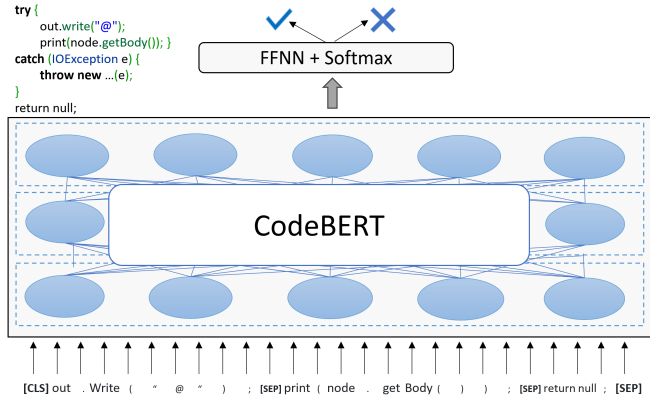 try {
out.write("@");
print(node.getBody()); }
catch (IOException e) {
throw new ...(e);
}
return null;
FFNN + Softmax
CodeBERT
[CLS] out . Write ( “ @ “ ) ; [SEP] print ( node . get Body ( ) ) ; [SEP] return null ; [SEP]